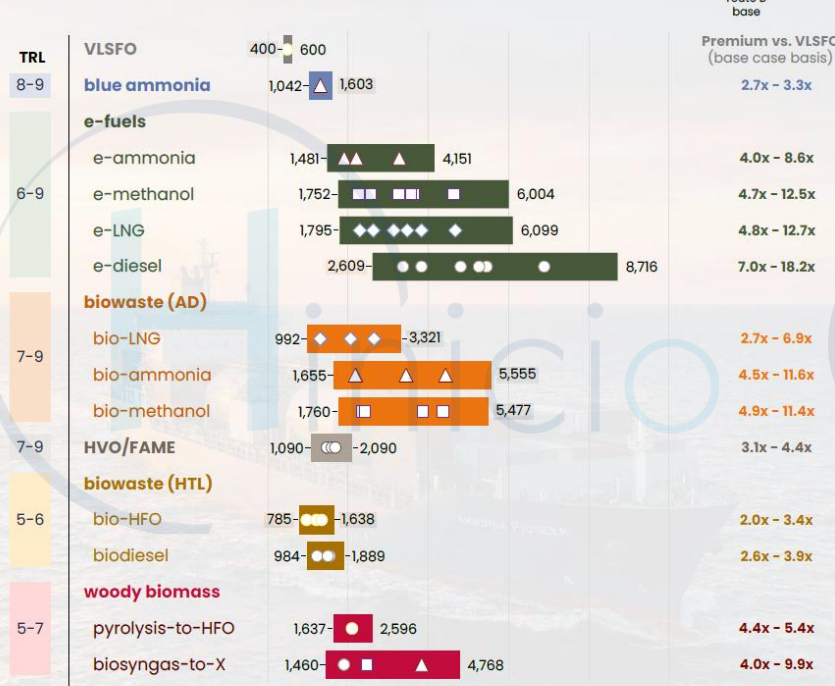 base
Premium vs. VLSFO
(base case basis)
TRL
VLSFO 400 600
8-9 blue ammonia 1,042 1,603 2.7x - 3.3x
e-fuels
e-ammonia 1,481 4,151 4.0x - 8.6x
6-9 e-methanol 1,752 6,004 4.7x - 12.5x
e-LNG 1,795 6,099 4.8x - 12.7x
e-diesel 2,609 8,716 7.0x - 18.2x
biowaste (AD)
bio-LNG 992 3,321 2.7x - 6.9x
7-9
bio-ammonia 1,655 5,555 4.5x - 11.6x
bio-methanol 1,760 5,477 4.9x - 11.4x
7-9 HVO/FAME 1,090 2,090 3.1x - 4.4x
biowaste (HTL)
5-6 bio-HFO 785 1,638 2.0x - 3.4x
biodiesel 984 1,889 2.6x - 3.9x
woody biomass
5-7 pyrolysis-to-HFO 1,637 2,596 4.4x - 5.4x
biosyngas-to-X 1,460 4,768 4.0x - 9.9x
Hinicio